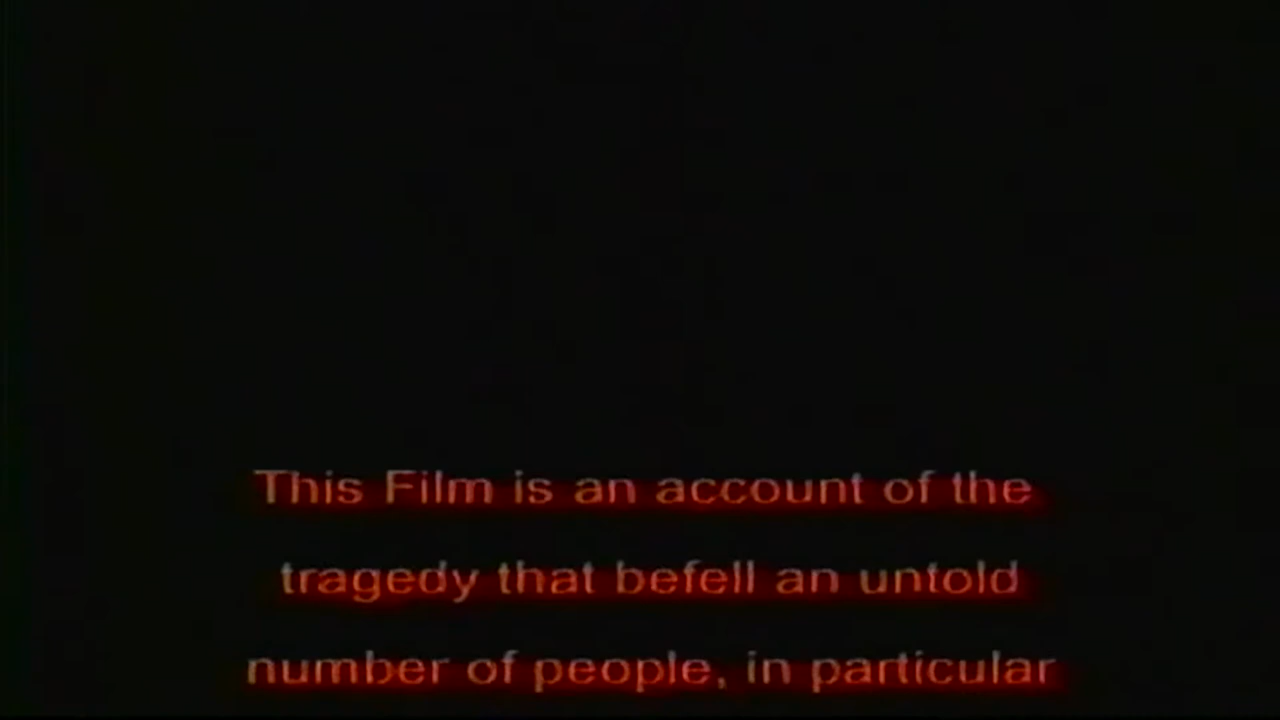 This Film is an account of the
tragedy that befell an untold
number of people, in particular